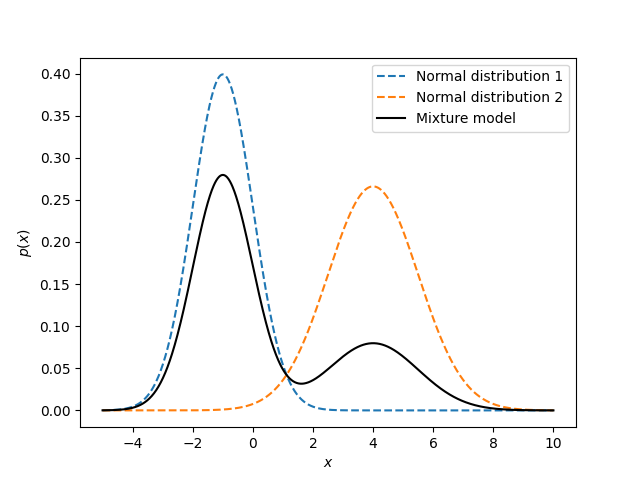 Normal distribution 1
Normal distribution 2
Mixture model
0.40
0.35
0.30
0.25
0.20
0.15
0.10
0.05
0.00
p(x)
−4 −2 0 2 4 6 8 10
x